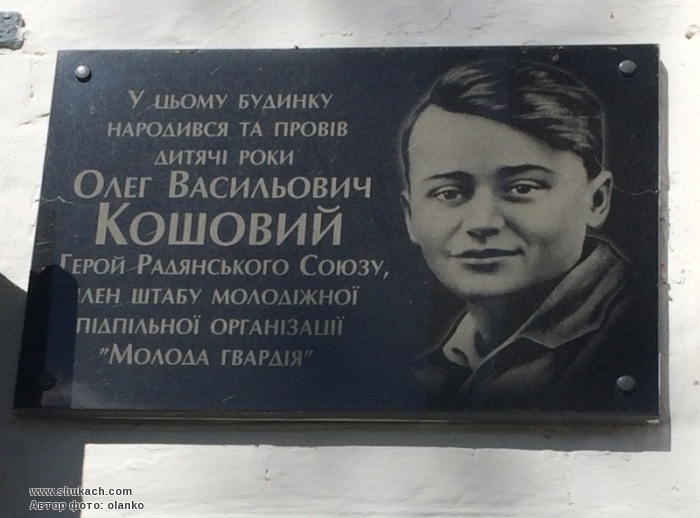 У цьому будинку
народився та провів
дитячі роки
Олег Васильович
Кошовий
Герой Радянського Союзу,
член штабу молодіжної
підпільної організації
"Молода гвардія"
www.shukach.com
Автор фото: olanko